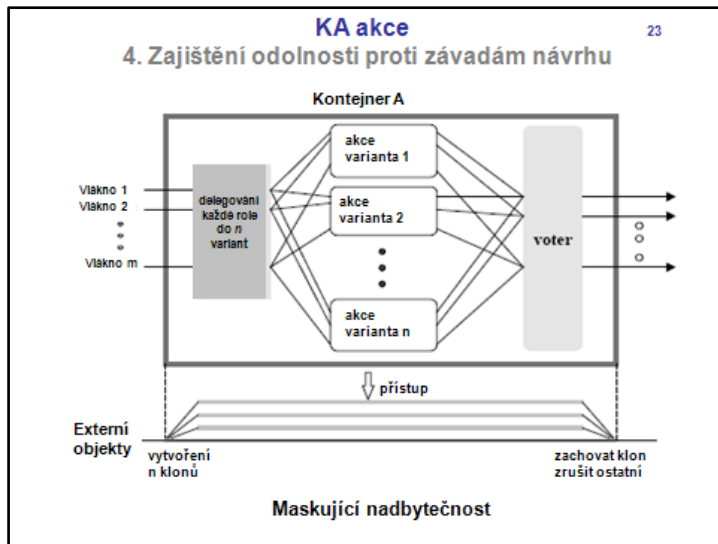 KA akce
23
4. Zajištění odolnosti proti závadám návrhu
Kontejner A
akce
varianta 1
Vlákno 1
Vlákno 2
Vlákno m
delegování
každé role
do n
variant
akce
varianta 2
akce
varianta n
voter
přístup
Externí
objekty
vytvoření
n klonů
zachovat klon
zrušit ostatní
Maskující nadbytečnost